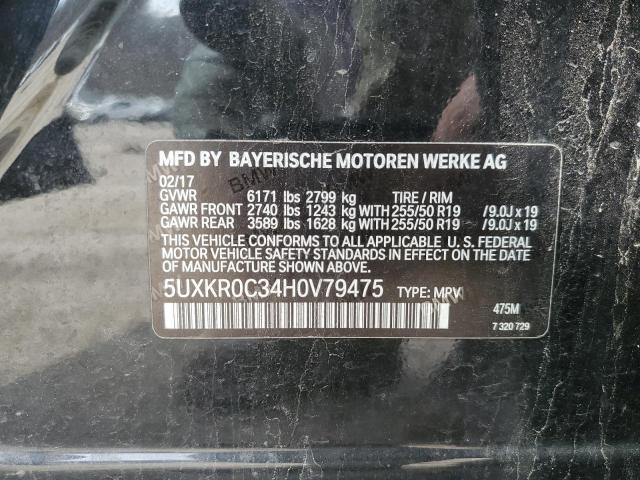 MFD BY BAYERISCHE MOTOREN WERKE AG
02/17
GVWR 6171 lbs 2799 kg TIRE / RIM
GAWR FRONT 2740 lbs 1243 kg WITH 255/50 R19 /9.0J x 19
GAWR REAR 3589 lbs 1628 kg WITH 255/50 R19 /9.0J x 19
THIS VEHICLE CONFORMS TO ALL APPLICABLE U. S. FEDERAL
MOTOR VEHICLE SAFETY STANDARDS IN EFFECT ON THE
DATE OF MANUFACTURE SHOWN ABOVE.
5UXKR0C34H0V79475 TYPE: MPV
475M
7 320 729